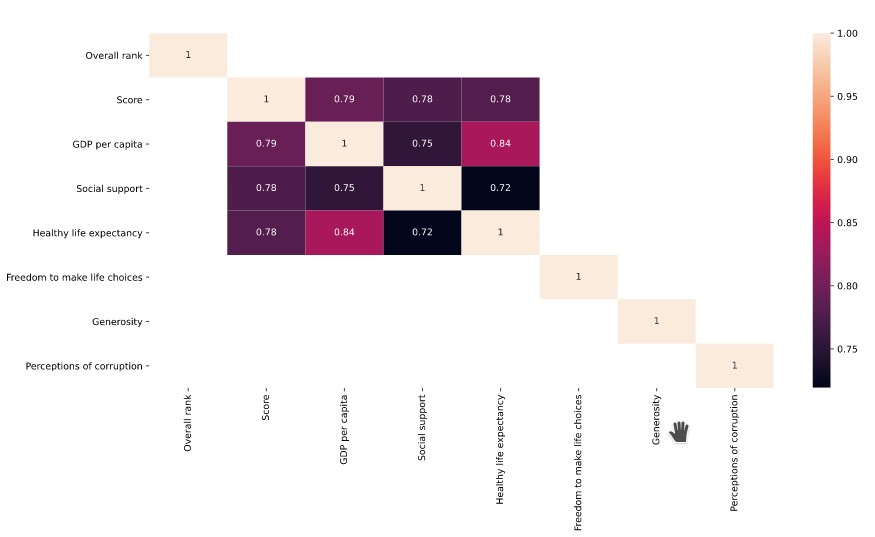 Overall rank
1
1.00
Score
1
0.79
0.78
0.78
0.95
GDP per capita
0.79
1
0.75
0.84
0.90
Social support
0.78
0.75
1
0.72
Healthy life expectancy
0.78
0.84
0.72
1
0.85
Freedom to make life choices
1
0.80
Generosity
1
0.75
Perceptions of corruption
1
Overall rank
Score
GDP per capita
Social support
Healthy life expectancy
Freedom to make life choices
Generosity
Perceptions of corruption